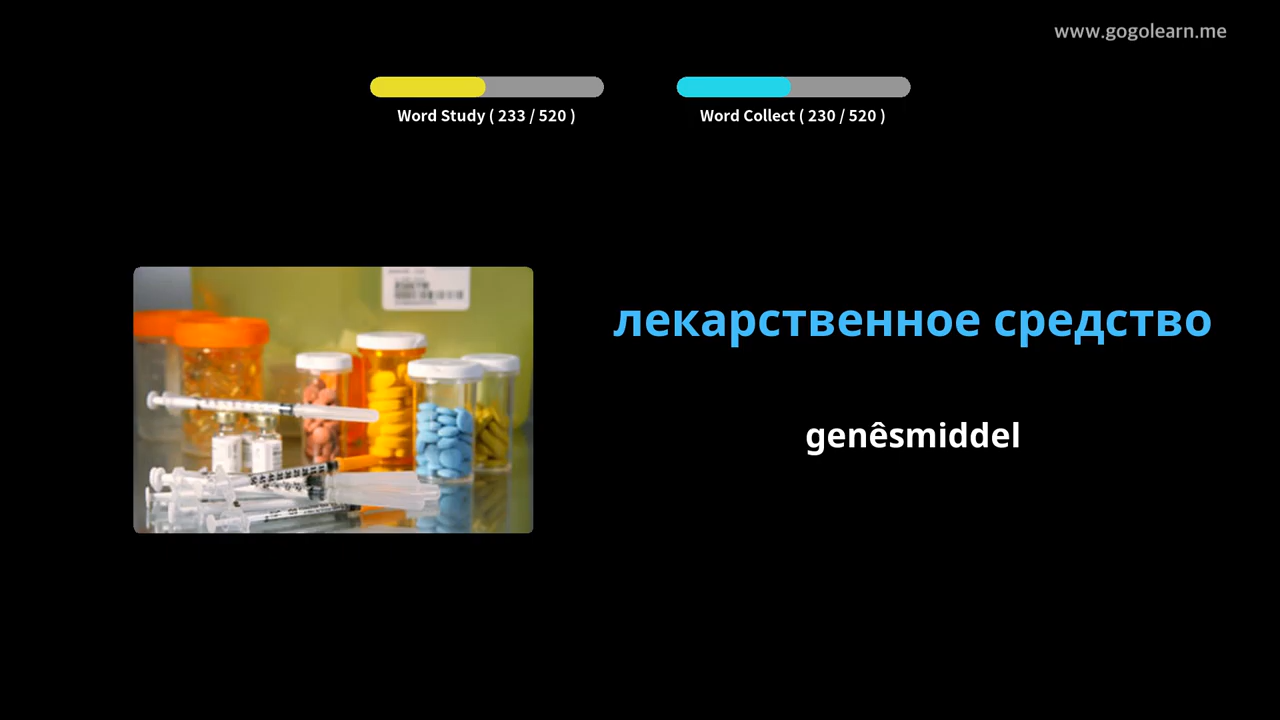 www.gogolearn.me
Word Study ( 233 / 520 )
Word Collect ( 230 / 520 )
лекарственное средство
genêsmiddel